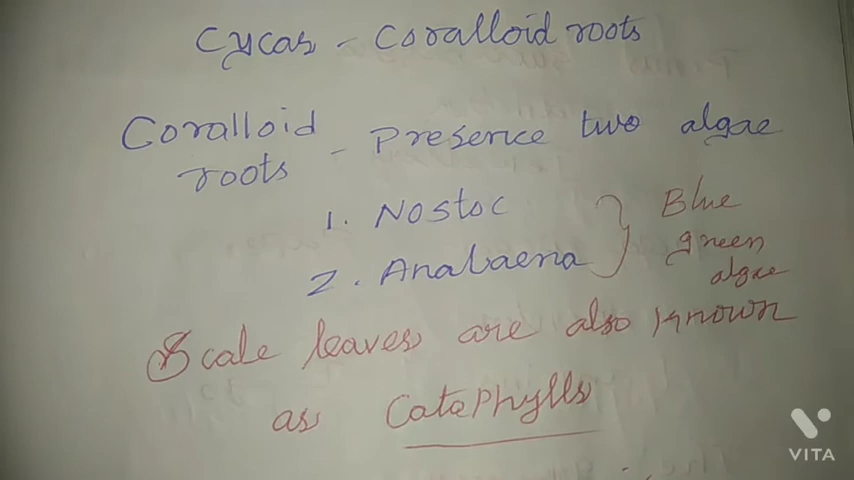 Cycas - Coralloid roots
Coralloid roots - Presence two algae
1. Nostoc
2. Anabaena } Blue green algae
Scale leaves are also known
as Cataphylls
VITA